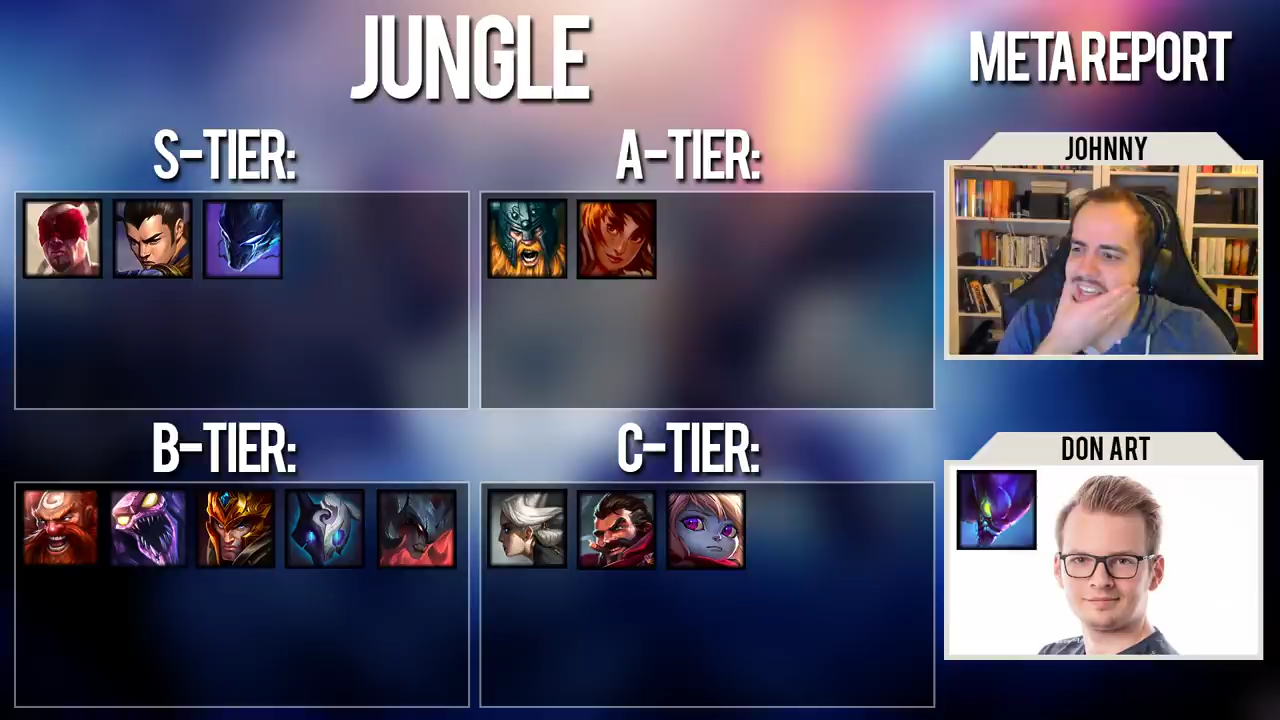 JUNGLE
META REPORT
S-TIER:
A-TIER:
JOHNNY
B-TIER:
C-TIER:
DON ART